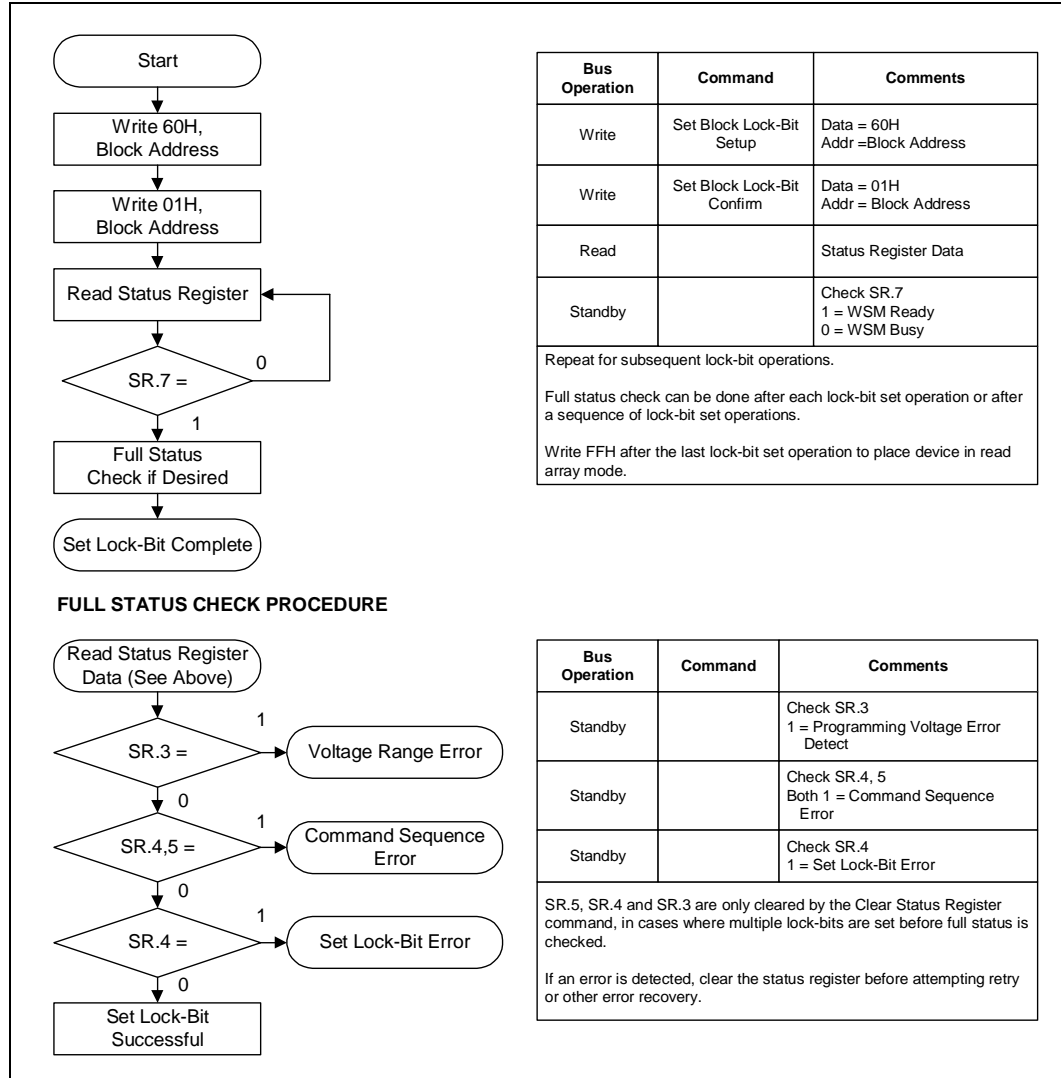 Start
Write 60H,
Block Address
Write 01H,
Block Address
Read Status Register
0
SR.7 =
1
Full Status
Check if Desired
Set Lock-Bit Complete
Bus
Operation
Command
Comments
Write
Set Block Lock-Bit
Setup
Data = 60H
Addr =Block Address
Write
Set Block Lock-Bit
Confirm
Data = 01H
Addr = Block Address
Read
Status Register Data
Standby
Check SR.7
1 = WSM Ready
0 = WSM Busy
Repeat for subsequent lock-bit operations.
Full status check can be done after each lock-bit set operation or after
a sequence of lock-bit set operations.
Write FFH after the last lock-bit set operation to place device in read
array mode.
FULL STATUS CHECK PROCEDURE
Read Status Register
Data (See Above)
1
SR.3 =
Voltage Range Error
0
1
SR.4,5 =
Command Sequence
Error
0
1
SR.4 =
Set Lock-Bit Error
0
Set Lock-Bit
Successful
Bus
Operation
Command
Comments
Standby
Check SR.3
1 = Programming Voltage Error
Detect
Standby
Check SR.4, 5
Both 1 = Command Sequence
Error
Standby
Check SR.4
1 = Set Lock-Bit Error
SR.5, SR.4 and SR.3 are only cleared by the Clear Status Register
command, in cases where multiple lock-bits are set before full status is
checked.
If an error is detected, clear the status register before attempting retry
or other error recovery.